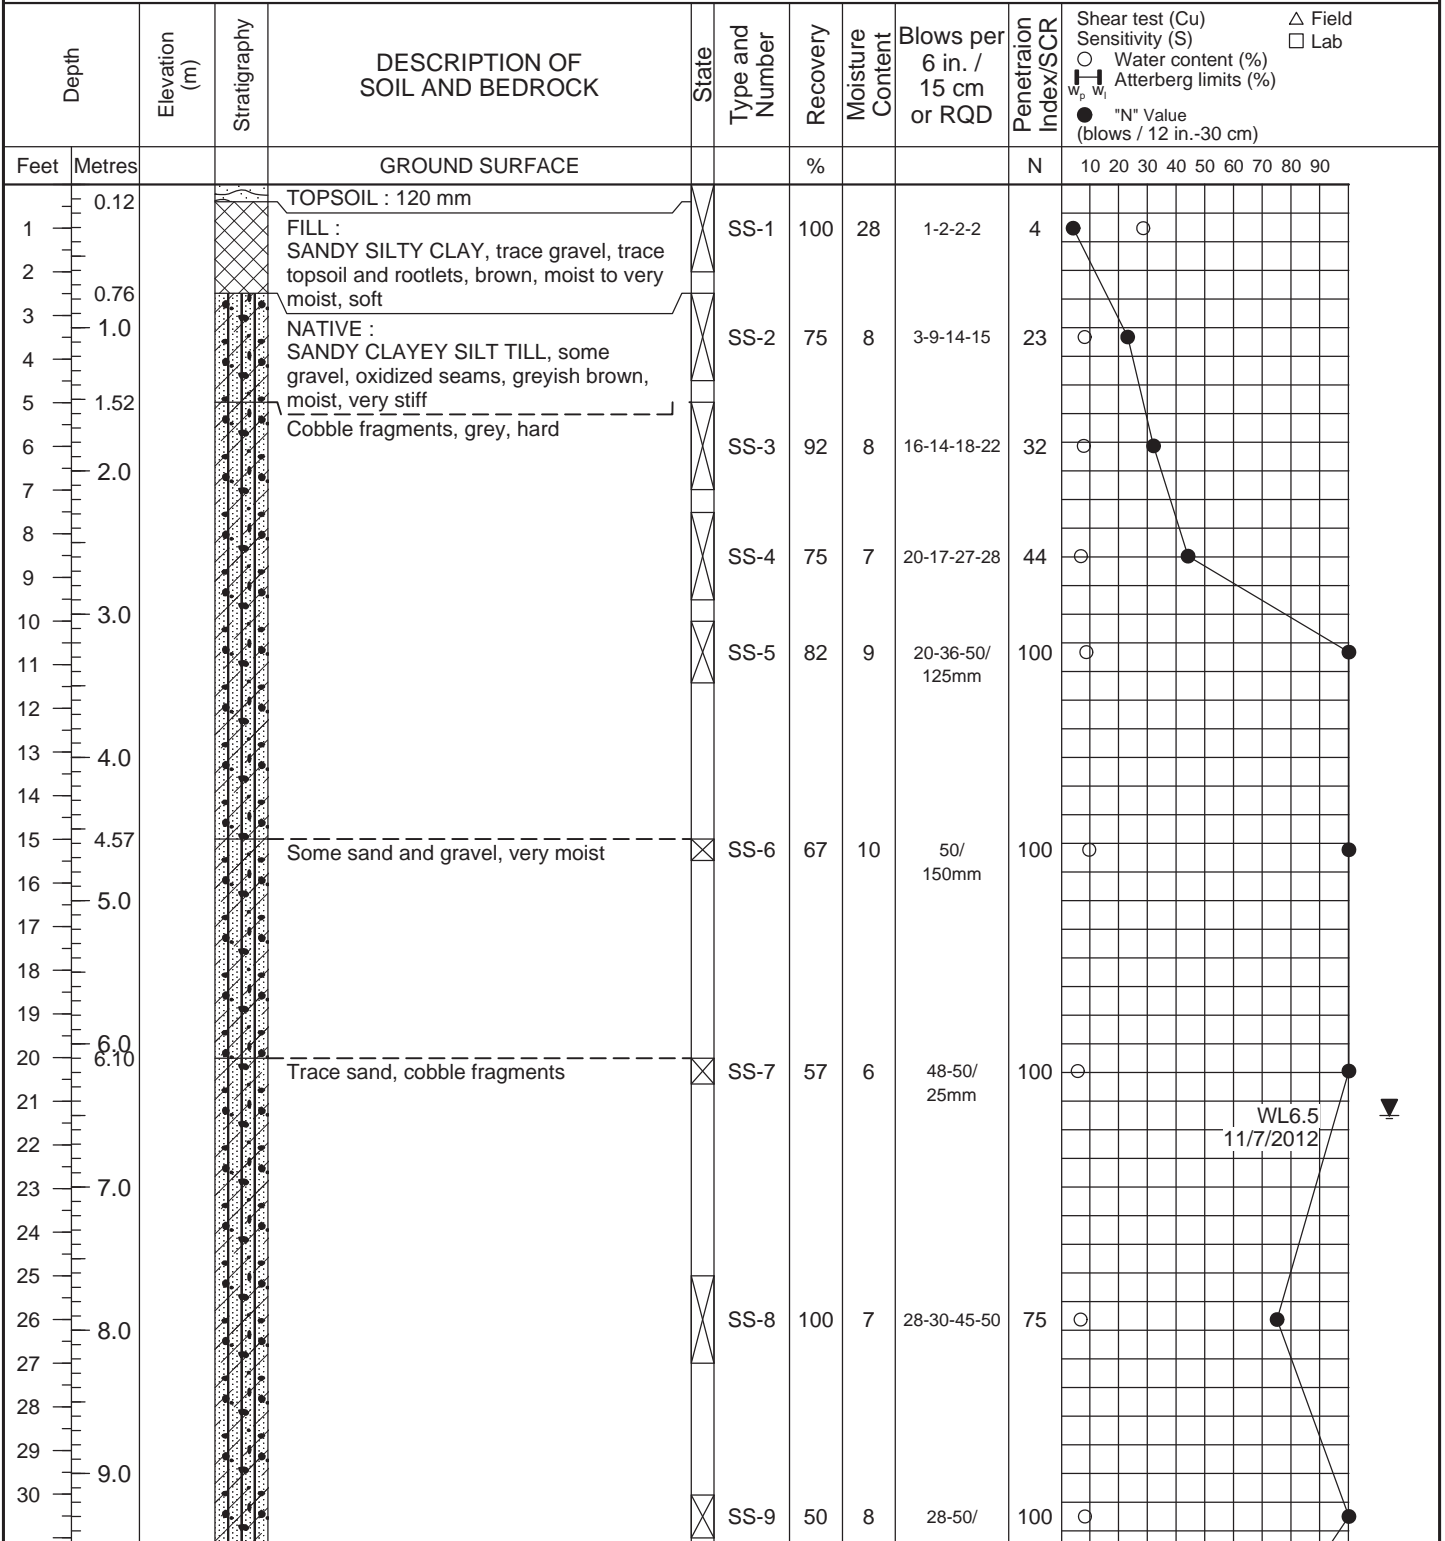 Depth
Elevation
(m)
Stratigraphy
DESCRIPTION OF
SOIL AND BEDROCK
State
Type and
Number
Recovery
Moisture
Content
Blows per
6 in. /
15 cm
or RQD
Penetraion
Index/SCR
Shear test (Cu)
Sensitivity (S)
△ Field
□ Lab
○ Water content (%)
Atterberg limits (%)
Wp Wl
● "N" Value
(blows / 12 in.-30 cm)
Feet Metres GROUND SURFACE % N 10 20 30 40 50 60 70 80 90
0.12 TOPSOIL : 120 mm
1 FILL : SS-1 100 28 1-2-2-2 4
SANDY SILTY CLAY, trace gravel, trace
2 topsoil and rootlets, brown, moist to very
0.76 moist, soft
3 1.0 NATIVE : SS-2 75 8 3-9-14-15 23
4 SANDY CLAYEY SILT TILL, some
gravel, oxidized seams, greyish brown,
5 1.52 moist, very stiff
Cobble fragments, grey, hard
6 SS-3 92 8 16-14-18-22 32
2.0
7
8 SS-4 75 7 20-17-27-28 44
9
10 3.0
11 SS-5 82 9 20-36-50/ 100
125mm
12
13 4.0
14
15 4.57 Some sand and gravel, very moist SS-6 67 10 50/ 100
150mm
16 5.0
17
18
19
6.0
20 6.10 Trace sand, cobble fragments SS-7 57 6 48-50/ 100
25mm
21 WL6.5
22 11/7/2012
23 7.0
24
25
26 8.0 SS-8 100 7 28-30-45-50 75
27
28
29 9.0
30 SS-9 50 8 28-50/ 100